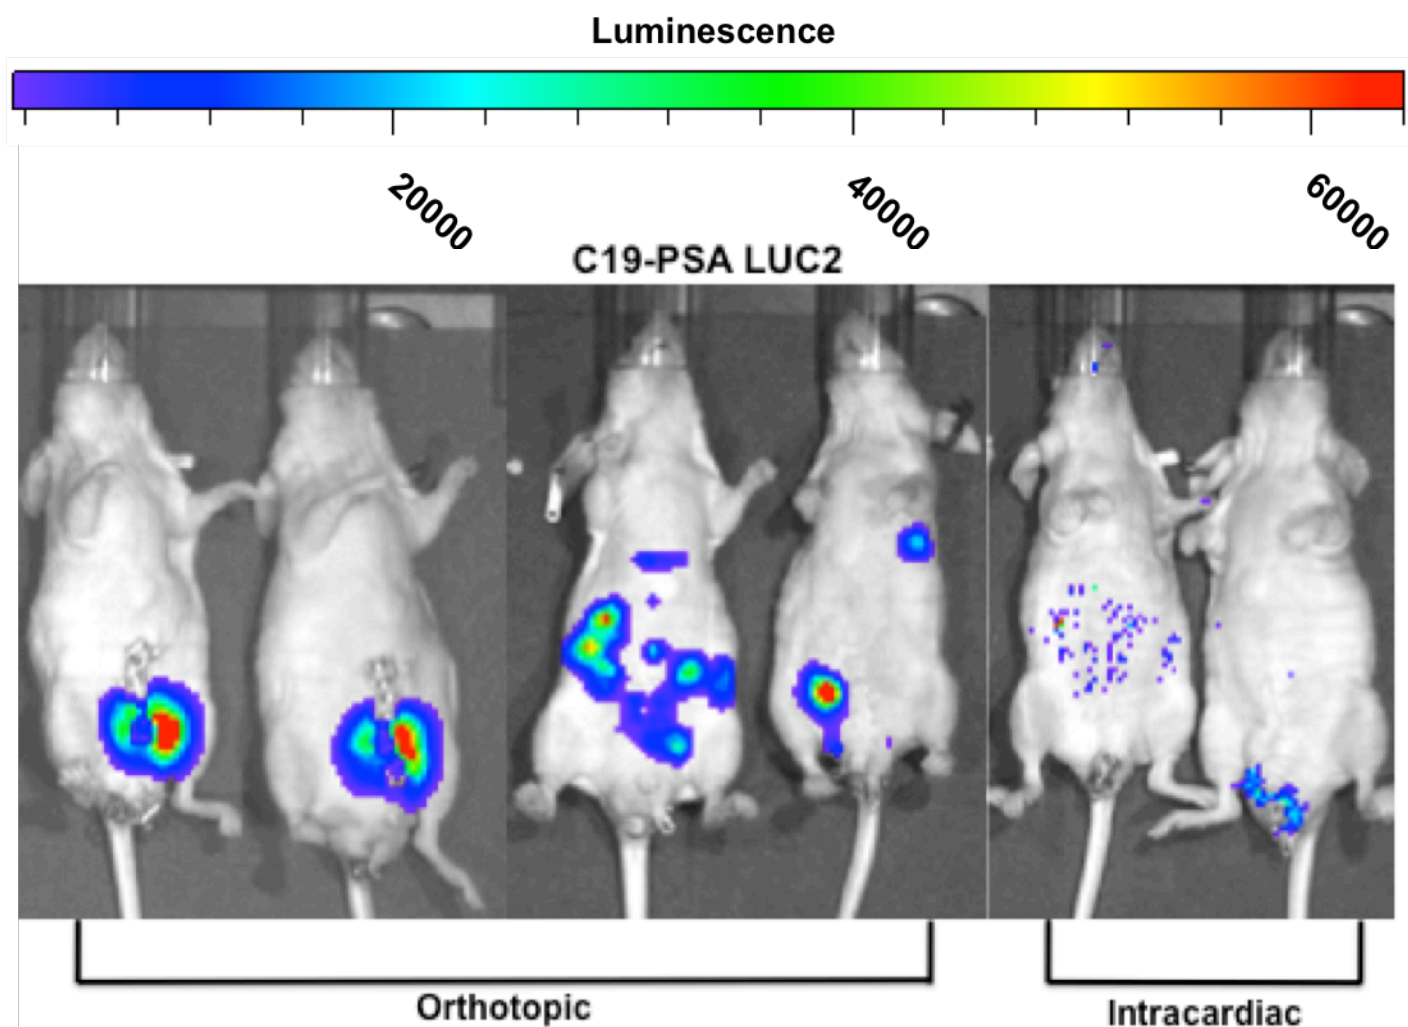 Luminescence
20000
40000
60000
C19-PSA LUC2
Orthotopic
Intracardiac